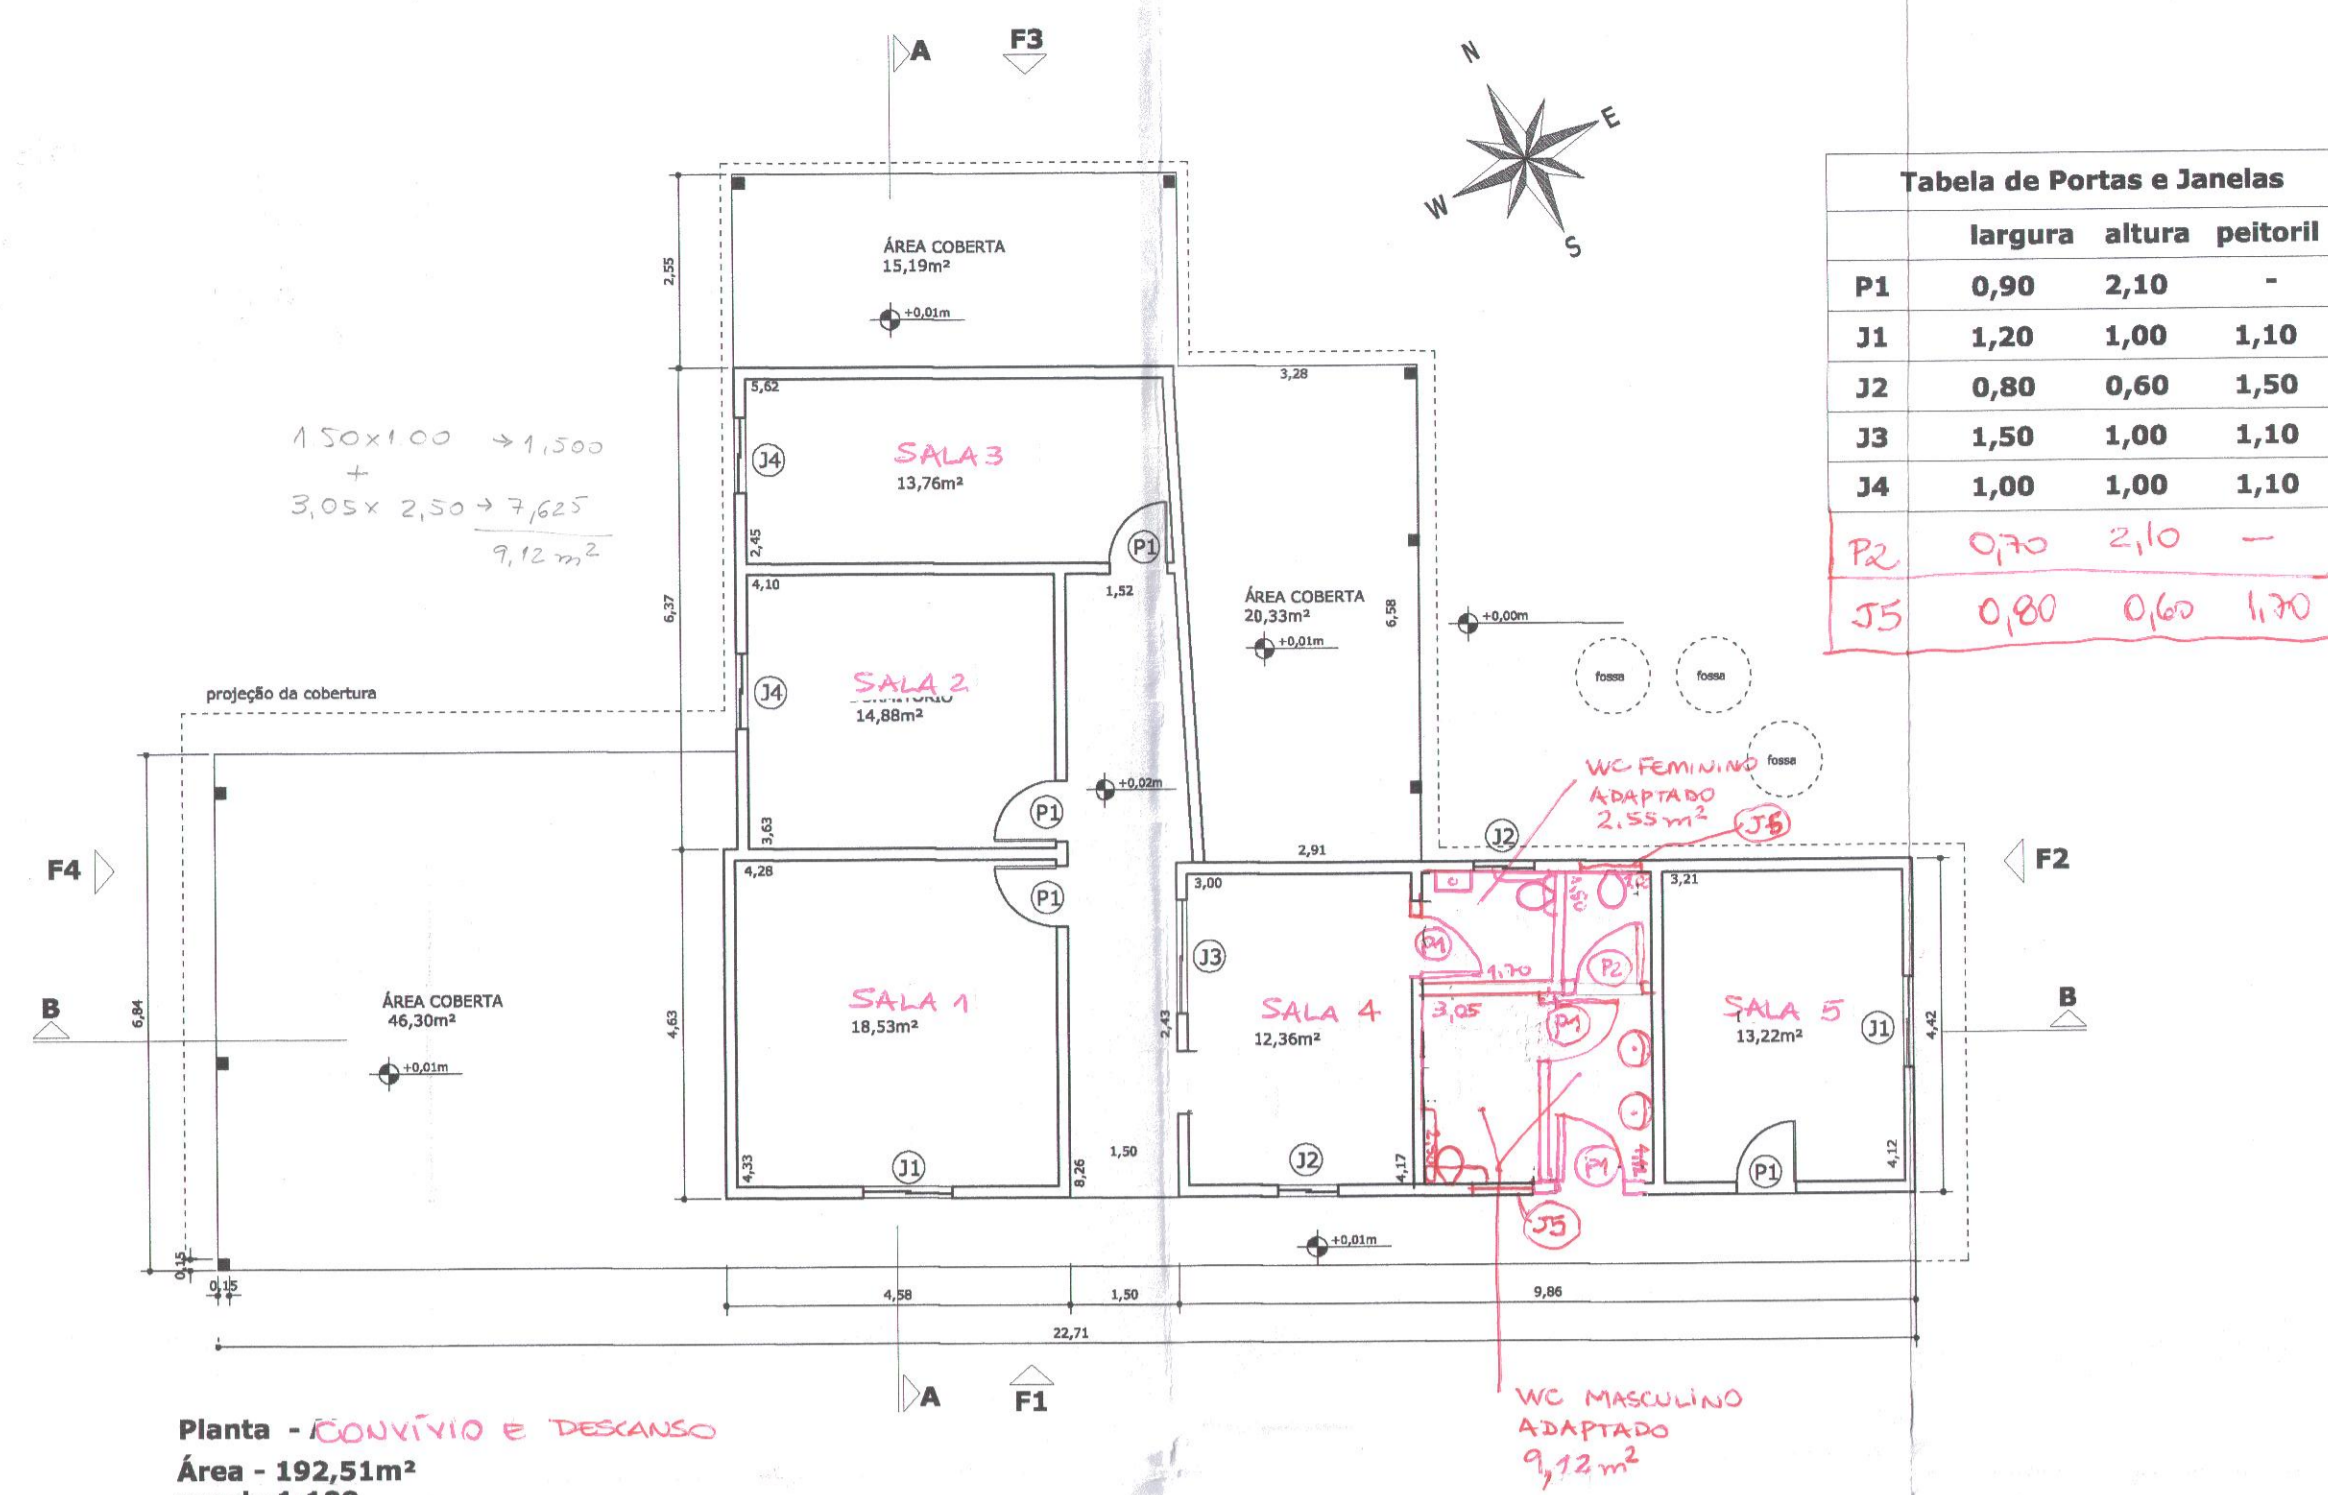 A
F3
N
E
W
S
Tabela de Portas e Janelas
largura altura peitoril
P1 0,90 2,10 -
J1 1,20 1,00 1,10
J2 0,80 0,60 1,50
J3 1,50 1,00 1,10
J4 1,00 1,00 1,10
P2 0,70 2,10 —
J5 0,80 0,60 1,70
ÁREA COBERTA
15,19m²
+0,01m
2,55
3,28
5,62
1.50x1.00 → 1,500
+
3,05 x 2,50 → 7,625
9,12 m²
J4
SALA 3
13,76m²
2,45
P1
4,10
1,52
6,37
ÁREA COBERTA
20,33m²
+0,01m
6,58
+0,00m
fossa
fossa
fossa
projeção da cobertura
J4
SALA 2
14,88m²
+0,02m
3,63
P1
WC FEMININO
ADAPTADO
2.55m²
J5
J2
2,91
F4
F2
4,28
P1
3,00
3,21
1,50
P1
J3
1,70
P2
B
B
6,84
ÁREA COBERTA
46,30m²
+0,01m
4,63
SALA 1
18,53m²
2,43
SALA 4
12,36m²
3,05
P1
SALA 5
13,22m²
J1
4,42
4,33
J1
8,26
1,50
J2
4,17
2,50
P1
P1
4,12
J5
+0,01m
0,15
0,15
4,58
1,50
9,86
22,71
A
F1
WC MASCULINO
ADAPTADO
9,12m²
Planta - CONVÍVIO E DESCANSO
Área - 192,51m²